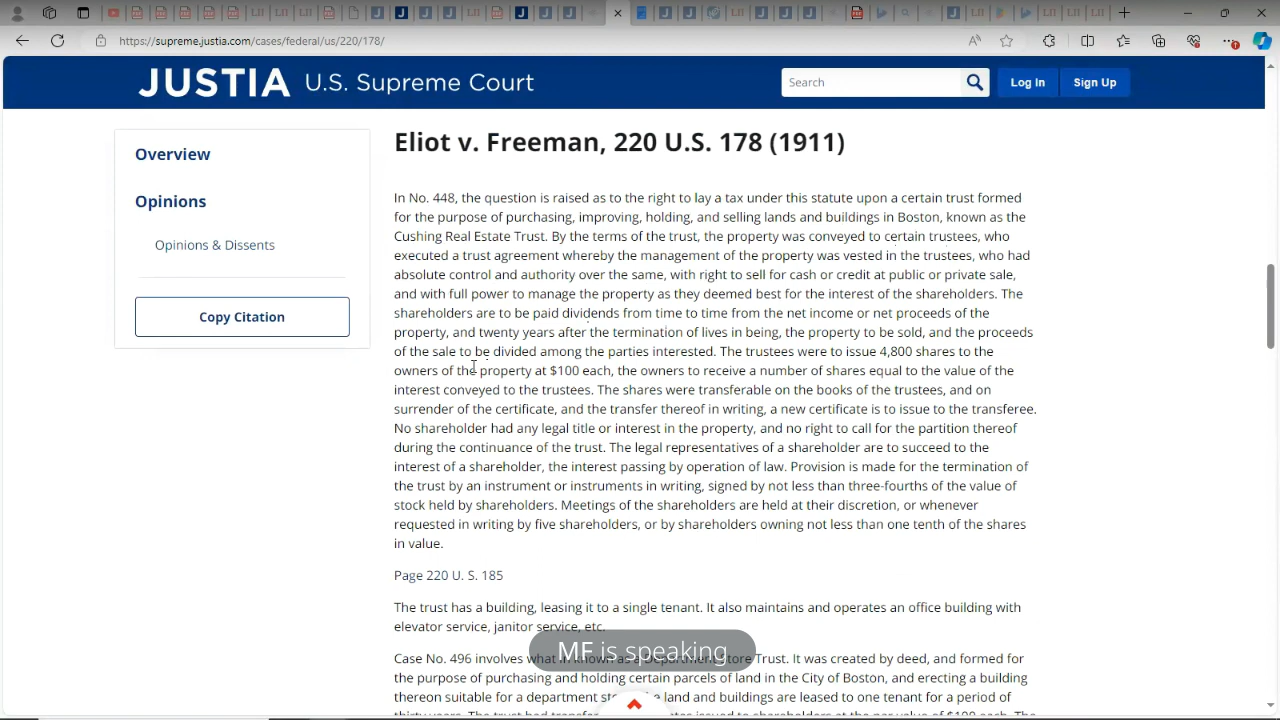 https://supreme.justia.com/cases/federal/us/220/178/
JUSTIA U.S. Supreme Court
Search
Log In
Sign Up
Overview
Opinions
Opinions & Dissents
Copy Citation
Eliot v. Freeman, 220 U.S. 178 (1911)
In No. 448, the question is raised as to the right to lay a tax under this statute upon a certain trust formed
for the purpose of purchasing, improving, holding, and selling lands and buildings in Boston, known as the
Cushing Real Estate Trust. By the terms of the trust, the property was conveyed to certain trustees, who
executed a trust agreement whereby the management of the property was vested in the trustees, who had
absolute control and authority over the same, with right to sell for cash or credit at public or private sale,
and with full power to manage the property as they deemed best for the interest of the shareholders. The
shareholders are to be paid dividends from time to time from the net income or net proceeds of the
property, and twenty years after the termination of lives in being, the property to be sold, and the proceeds
of the sale to be divided among the parties interested. The trustees were to issue 4,800 shares to the
owners of the property at $100 each, the owners to receive a number of shares equal to the value of the
interest conveyed to the trustees. The shares were transferable on the books of the trustees, and on
surrender of the certificate, and the transfer thereof in writing, a new certificate is to issue to the transferee.
No shareholder had any legal title or interest in the property, and no right to call for the partition thereof
during the continuance of the trust. The legal representatives of a shareholder are to succeed to the
interest of a shareholder, the interest passing by operation of law. Provision is made for the termination of
the trust by an instrument or instruments in writing, signed by not less than three-fourths of the value of
stock held by shareholders. Meetings of the shareholders are held at their discretion, or whenever
requested in writing by five shareholders, or by shareholders owning not less than one tenth of the shares
in value.
Page 220 U. S. 185
The trust has a building, leasing it to a single tenant. It also maintains and operates an office building with
elevator service, janitor service, etc.
MF is speaking
Case No. 496 involves what is known as a Department Store Trust. It was created by deed, and formed for
the purpose of purchasing and holding certain parcels of land in the City of Boston, and erecting a building
thereon suitable for a department land and buildings are leased to one tenant for a period of